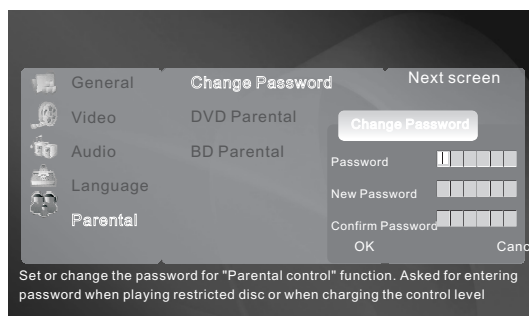 General
Video
Audio
Language
Parental
Change Password
DVD Parental
BD Parental
Next screen
Change Password
Password
New Password
Confirm Password
OK Canc
Set or change the password for "Parental control" function. Asked for entering
password when playing restricted disc or when charging the control level